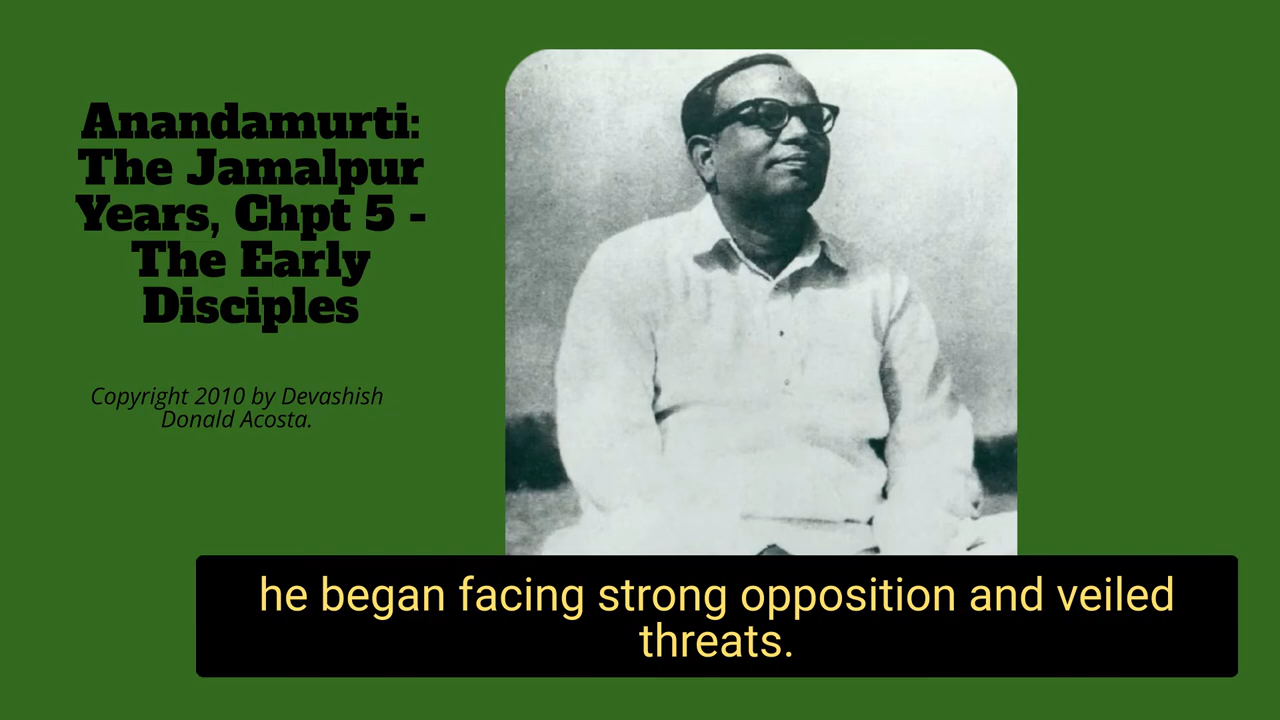 Anandamurti:
The Jamalpur
Years, Chpt 5 -
The Early
Disciples
Copyright 2010 by Devashish
Donald Acosta.
he began facing strong opposition and veiled
threats.